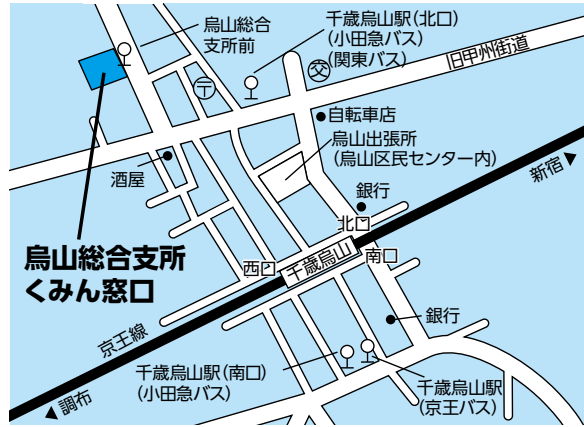 烏山総合
支所前
千歳烏山駅(北口)
(小田急バス)
(関東バス)
〒
交
旧甲州街道
自転車店
烏山出張所
(烏山区民センター内)
新宿▶
酒屋
銀行
北口
烏山総合支所
くみん窓口
西口
千歳烏山
南口
京王線
銀行
千歳烏山駅(南口)
(小田急バス)
千歳烏山駅
(京王バス)
◀調布